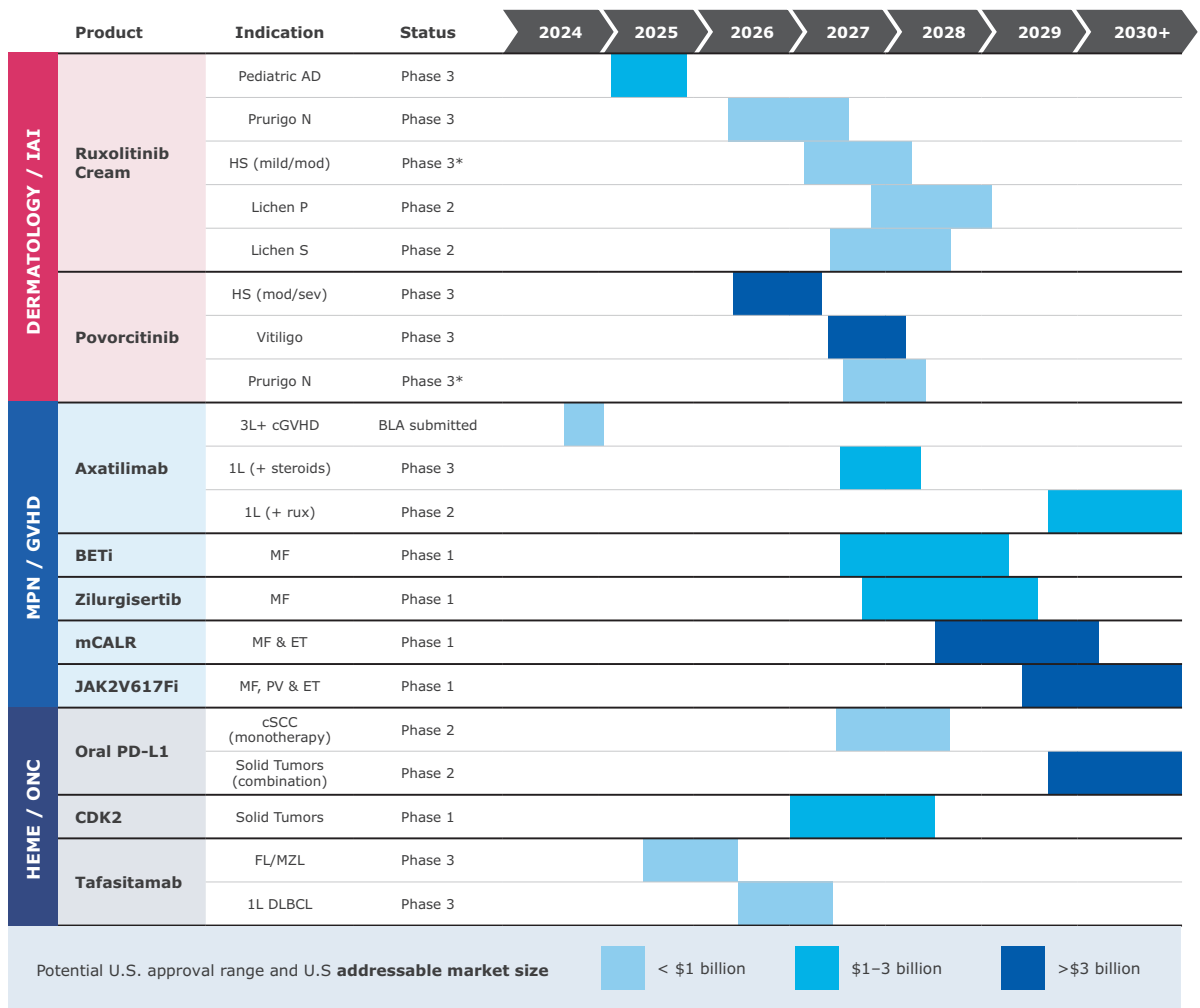 Product Indication Status 2024 2025 2026 2027 2028 2029 2030+
DERMATOLOGY / IAI
Ruxolitinib
Cream
Pediatric AD Phase 3
Prurigo N Phase 3
HS (mild/mod) Phase 3*
Lichen P Phase 2
Lichen S Phase 2
Povorcitinib
HS (mod/sev) Phase 3
Vitiligo Phase 3
Prurigo N Phase 3*
MPN / GVHD
Axatilimab
3L+ cGVHD BLA submitted
1L (+ steroids) Phase 3
1L (+ rux) Phase 2
BETi MF Phase 1
Zilurgisertib MF Phase 1
mCALR MF & ET Phase 1
JAK2V617Fi MF, PV & ET Phase 1
HEME / ONC
Oral PD-L1
cSCC
(monotherapy)
Phase 2
Solid Tumors
(combination)
Phase 2
CDK2 Solid Tumors Phase 1
Tafasitamab
FL/MZL Phase 3
1L DLBCL Phase 3
Potential U.S. approval range and U.S addressable market size < $1 billion $1–3 billion >$3 billion